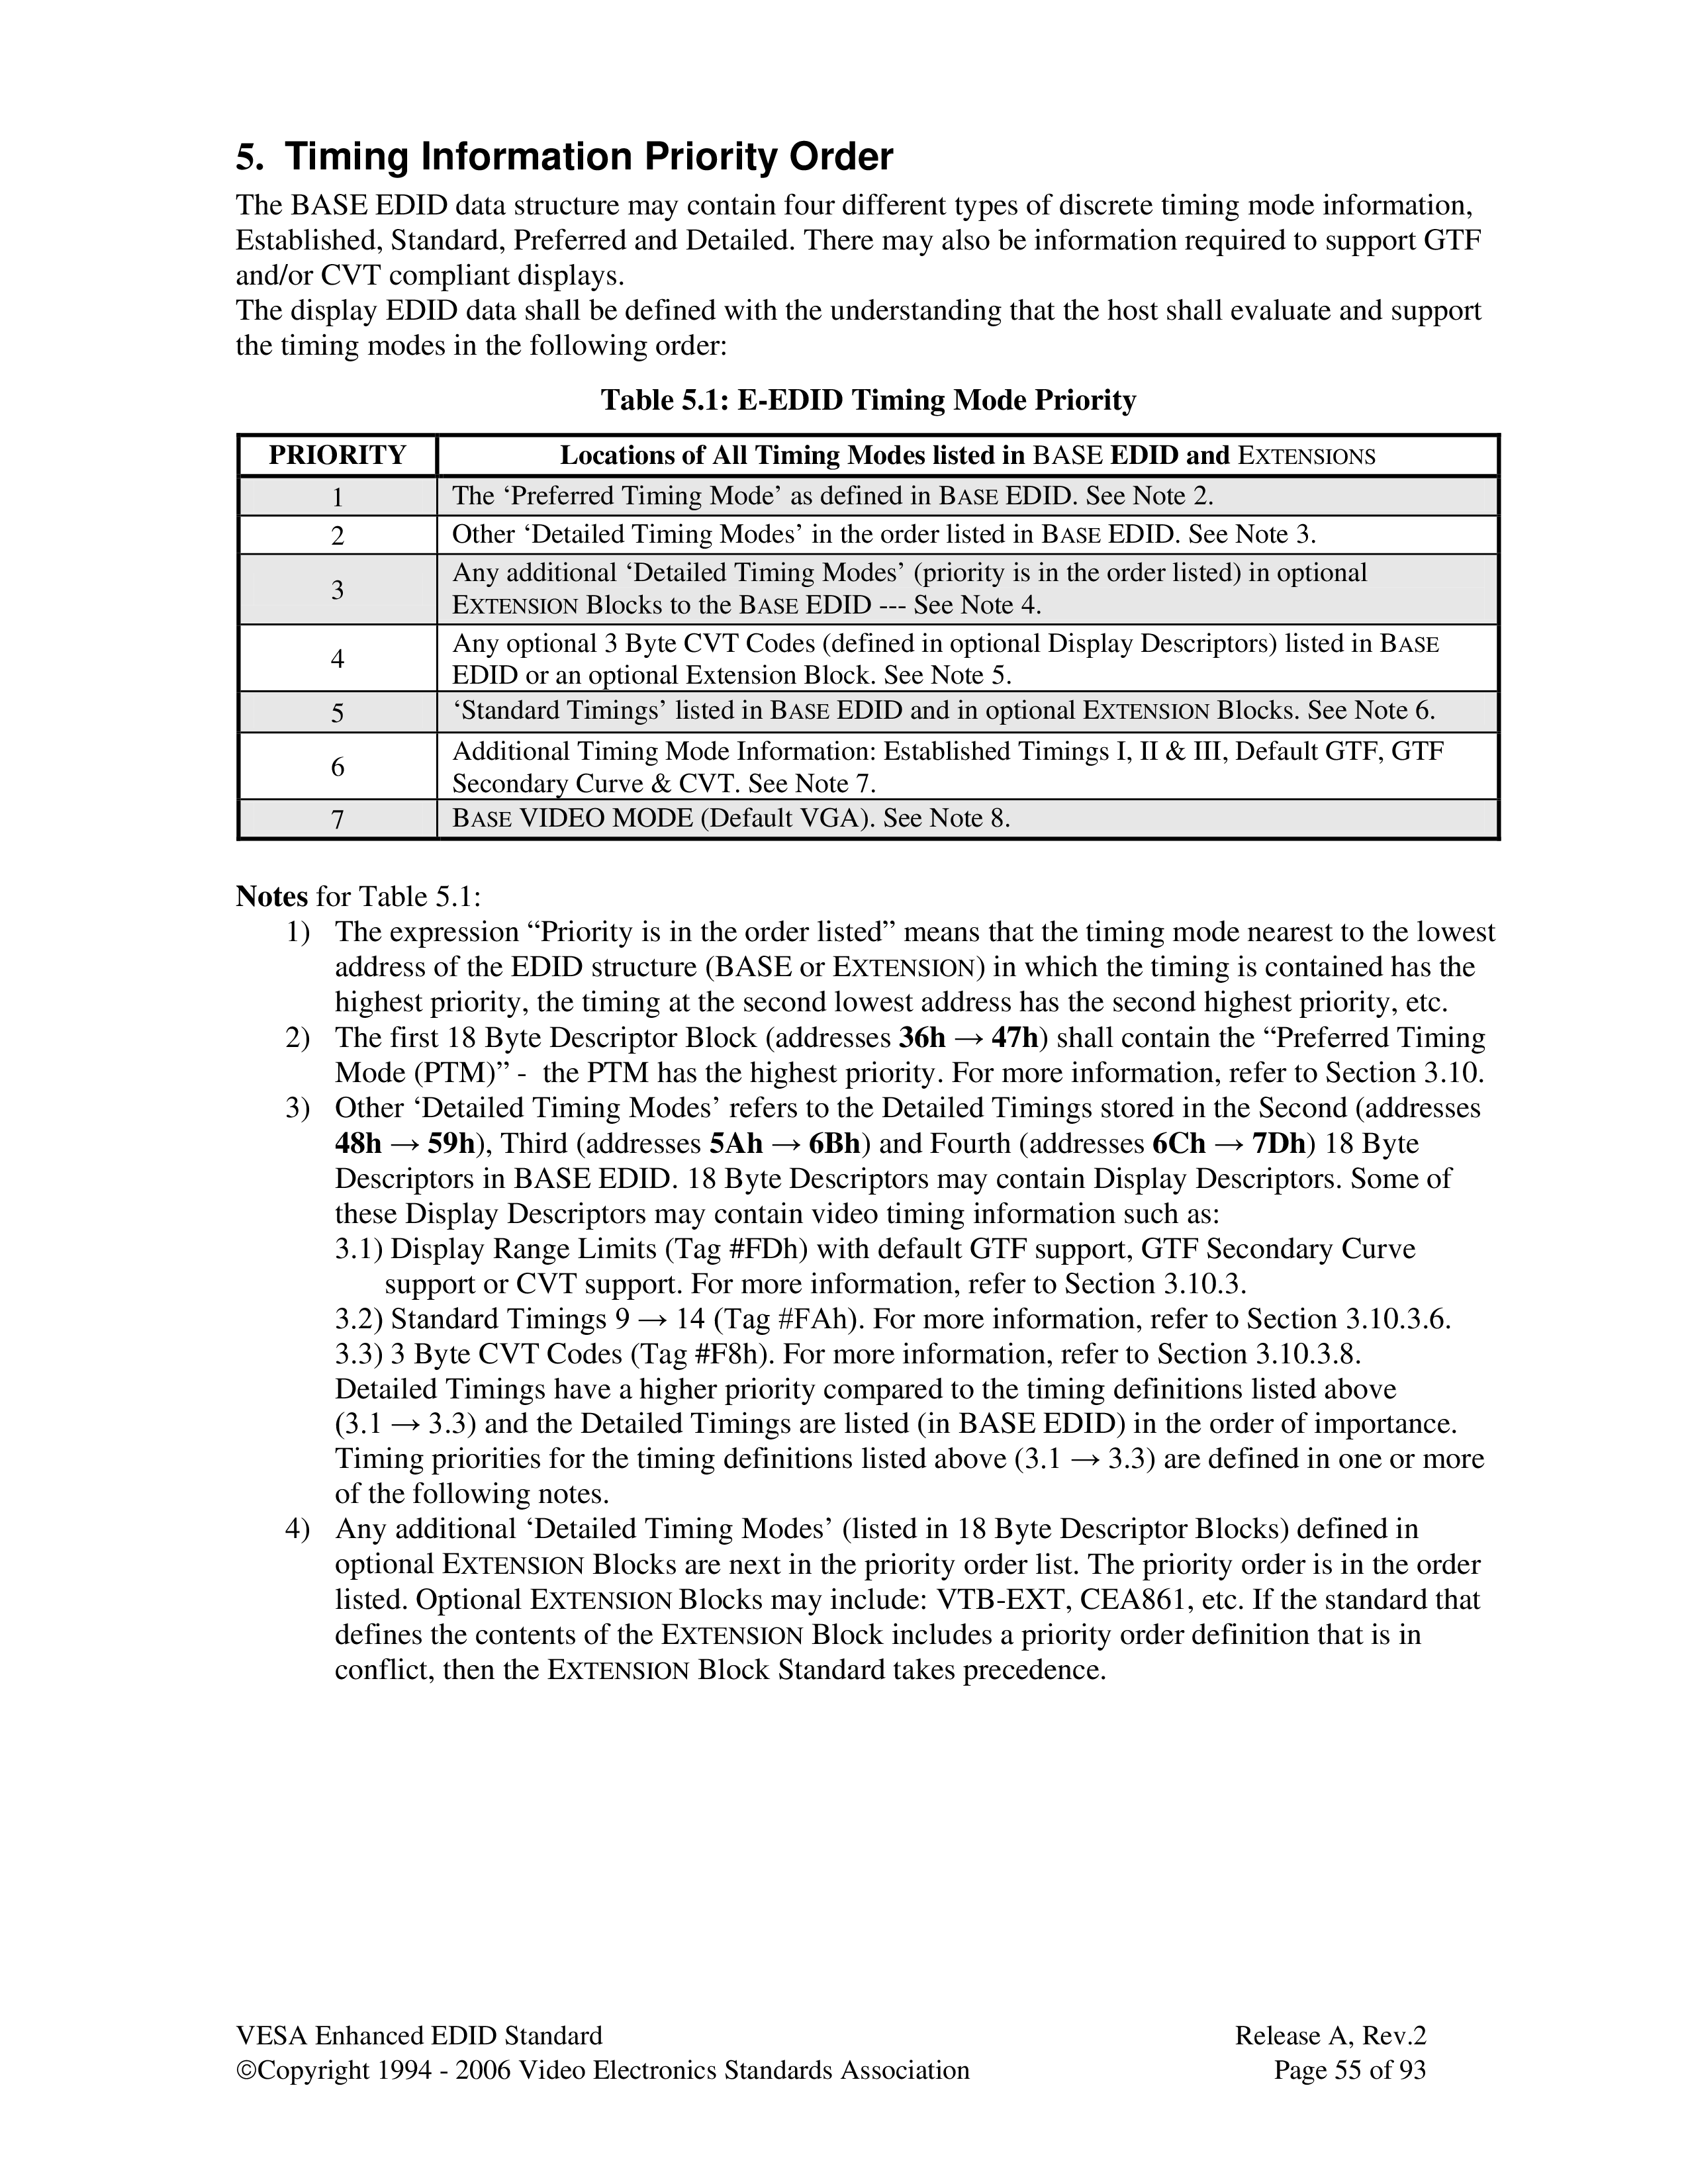 5. Timing Information Priority Order
The BASE EDID data structure may contain four different types of discrete timing mode information,
Established, Standard, Preferred and Detailed. There may also be information required to support GTF
and/or CVT compliant displays.
The display EDID data shall be defined with the understanding that the host shall evaluate and support
the timing modes in the following order:
Table 5.1: E-EDID Timing Mode Priority
PRIORITY Locations of All Timing Modes listed in BASE EDID and EXTENSIONS
1 The ‘Preferred Timing Mode’ as defined in BASE EDID. See Note 2.
2 Other ‘Detailed Timing Modes’ in the order listed in BASE EDID. See Note 3.
3 Any additional ‘Detailed Timing Modes’ (priority is in the order listed) in optional
EXTENSION Blocks to the BASE EDID --- See Note 4.
4 Any optional 3 Byte CVT Codes (defined in optional Display Descriptors) listed in BASE
EDID or an optional Extension Block. See Note 5.
5 ‘Standard Timings’ listed in BASE EDID and in optional EXTENSION Blocks. See Note 6.
6 Additional Timing Mode Information: Established Timings I, II & III, Default GTF, GTF
Secondary Curve & CVT. See Note 7.
7 BASE VIDEO MODE (Default VGA). See Note 8.
Notes for Table 5.1:
1) The expression “Priority is in the order listed” means that the timing mode nearest to the lowest
address of the EDID structure (BASE or EXTENSION) in which the timing is contained has the
highest priority, the timing at the second lowest address has the second highest priority, etc.
2) The first 18 Byte Descriptor Block (addresses 36h → 47h) shall contain the “Preferred Timing
Mode (PTM)” - the PTM has the highest priority. For more information, refer to Section 3.10.
3) Other ‘Detailed Timing Modes’ refers to the Detailed Timings stored in the Second (addresses
48h → 59h), Third (addresses 5Ah → 6Bh) and Fourth (addresses 6Ch → 7Dh) 18 Byte
Descriptors in BASE EDID. 18 Byte Descriptors may contain Display Descriptors. Some of
these Display Descriptors may contain video timing information such as:
3.1) Display Range Limits (Tag #FDh) with default GTF support, GTF Secondary Curve
support or CVT support. For more information, refer to Section 3.10.3.
3.2) Standard Timings 9 → 14 (Tag #FAh). For more information, refer to Section 3.10.3.6.
3.3) 3 Byte CVT Codes (Tag #F8h). For more information, refer to Section 3.10.3.8.
Detailed Timings have a higher priority compared to the timing definitions listed above
(3.1 → 3.3) and the Detailed Timings are listed (in BASE EDID) in the order of importance.
Timing priorities for the timing definitions listed above (3.1 → 3.3) are defined in one or more
of the following notes.
4) Any additional ‘Detailed Timing Modes’ (listed in 18 Byte Descriptor Blocks) defined in
optional EXTENSION Blocks are next in the priority order list. The priority order is in the order
listed. Optional EXTENSION Blocks may include: VTB-EXT, CEA861, etc. If the standard that
defines the contents of the EXTENSION Block includes a priority order definition that is in
conflict, then the EXTENSION Block Standard takes precedence.
VESA Enhanced EDID Standard Release A, Rev.2
©Copyright 1994 - 2006 Video Electronics Standards Association Page 55 of 93